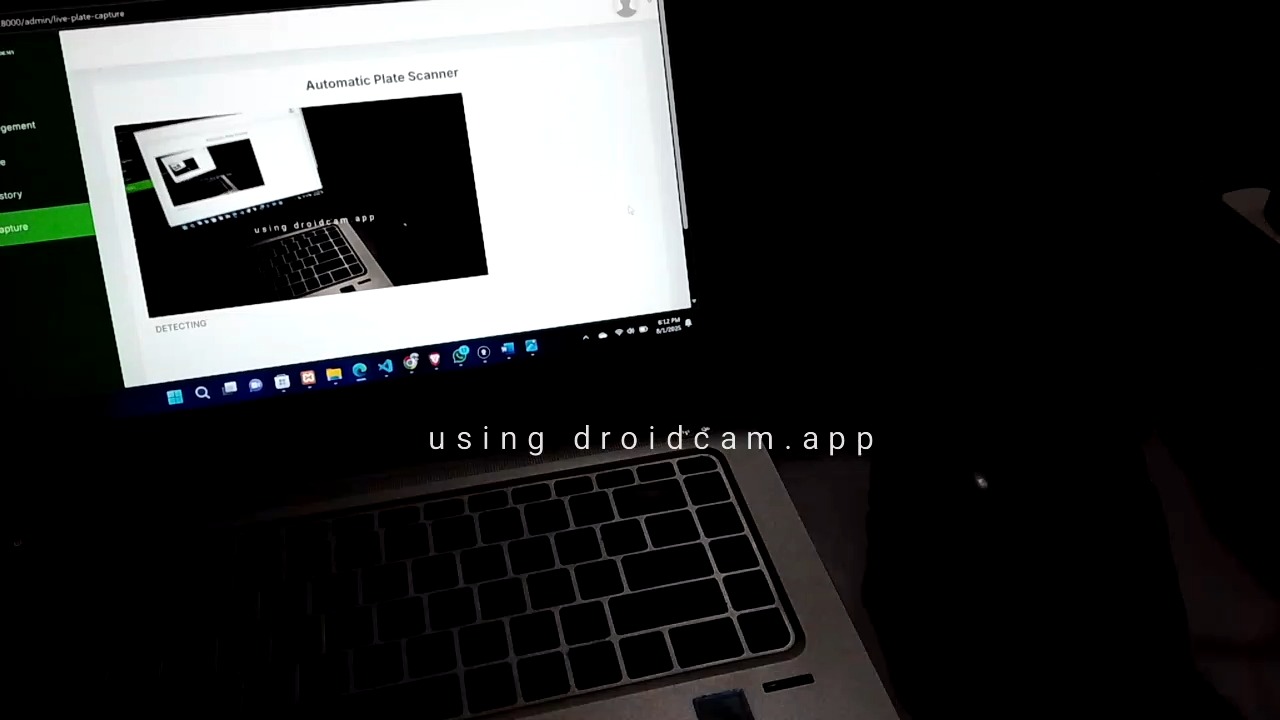 8000/admin/live-plate-capture
Automatic Plate Scanner
gement
e
story
apture
using droidcam.app
DETECTING
6:12 PM
8/1/2025
using droidcam.app